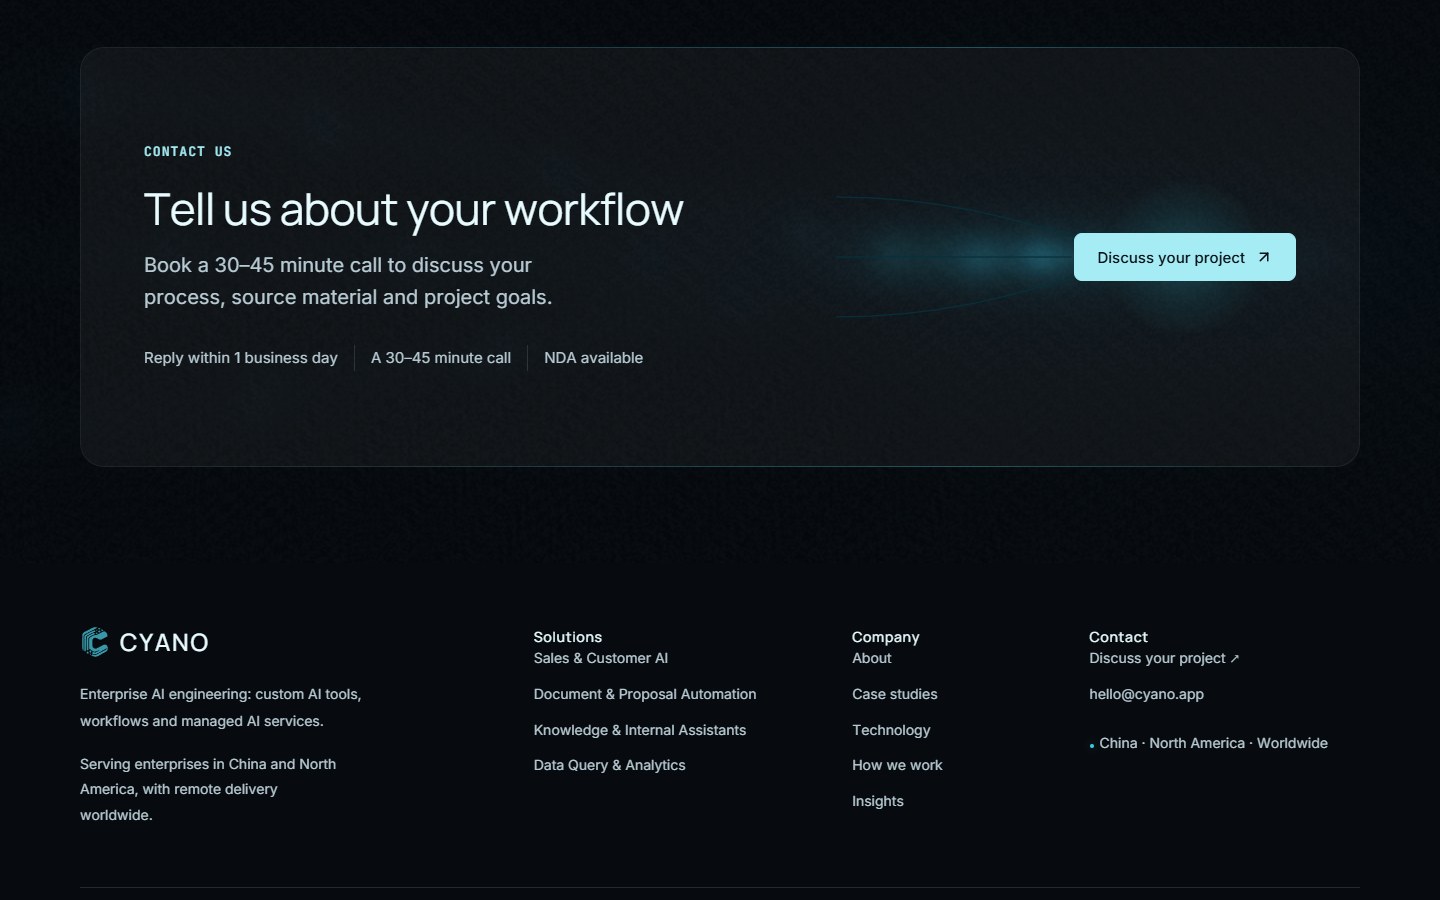 CONTACT US
Tell us about your workflow
Book a 30–45 minute call to discuss your
process, source material and project goals.
Reply within 1 business day
A 30–45 minute call
NDA available
Discuss your project
CYANO
Enterprise AI engineering: custom AI tools,
workflows and managed AI services.
Serving enterprises in China and North
America, with remote delivery
worldwide.
Solutions
Sales & Customer AI
Document & Proposal Automation
Knowledge & Internal Assistants
Data Query & Analytics
Company
About
Case studies
Technology
How we work
Insights
Contact
Discuss your project ↗
hello@cyano.app
China · North America · Worldwide